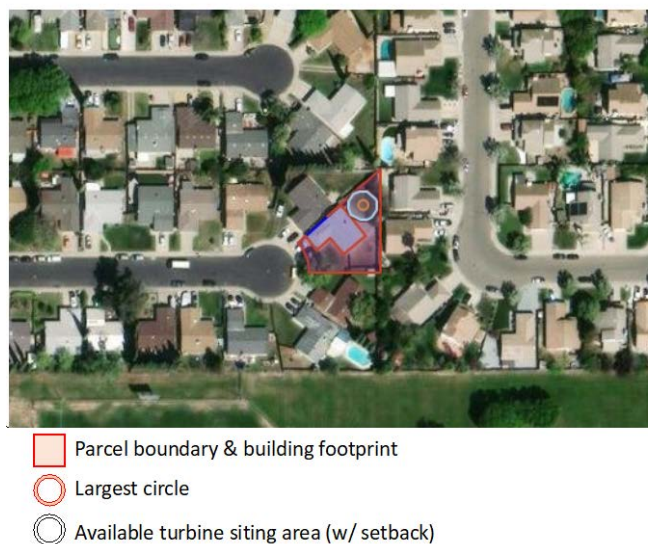 Parcel boundary & building footprint
Largest circle
Available turbine siting area (w/ setback)